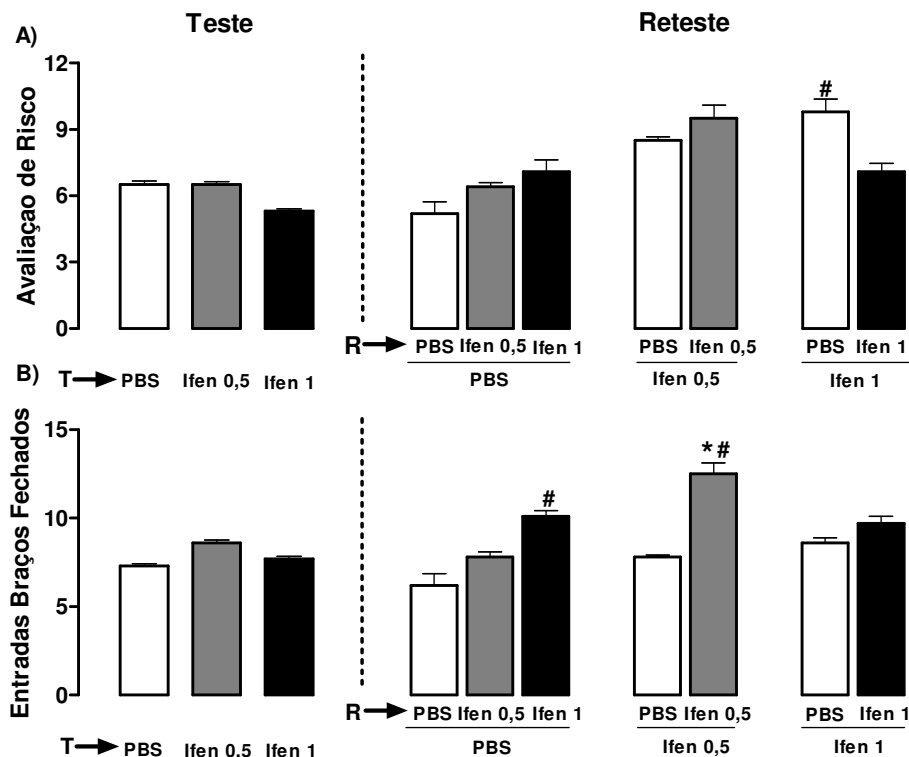 Teste Reteste
A)
Avaliaçao de Risco
12
9
6
3
0
#
R PBS Ifen 0,5 Ifen 1 PBS Ifen 0,5 PBS Ifen 1
PBS Ifen 0,5 Ifen 1
T PBS Ifen 0,5 Ifen 1
B)
Entradas Braços Fechados
15
10
5
0
# *# 
R PBS Ifen 0,5 Ifen 1 PBS Ifen 0,5 PBS Ifen 1
PBS Ifen 0,5 Ifen 1
T PBS Ifen 0.5 Ifen 1